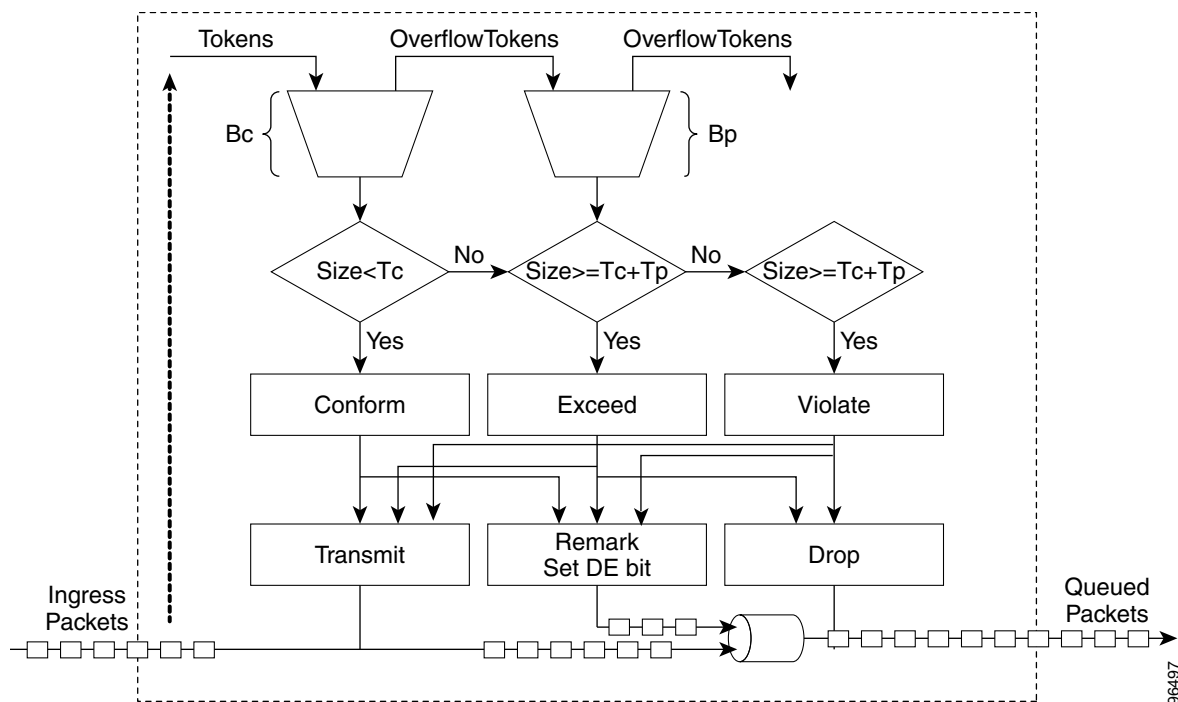 Tokens
OverflowTokens
OverflowTokens
Bc
Bp
Size<Tc
No
Size>=Tc+Tp
No
Size>=Tc+Tp
Yes
Yes
Yes
Conform
Exceed
Violate
Transmit
Remark
Set DE bit
Drop
Ingress
Packets
Queued
Packets
96497